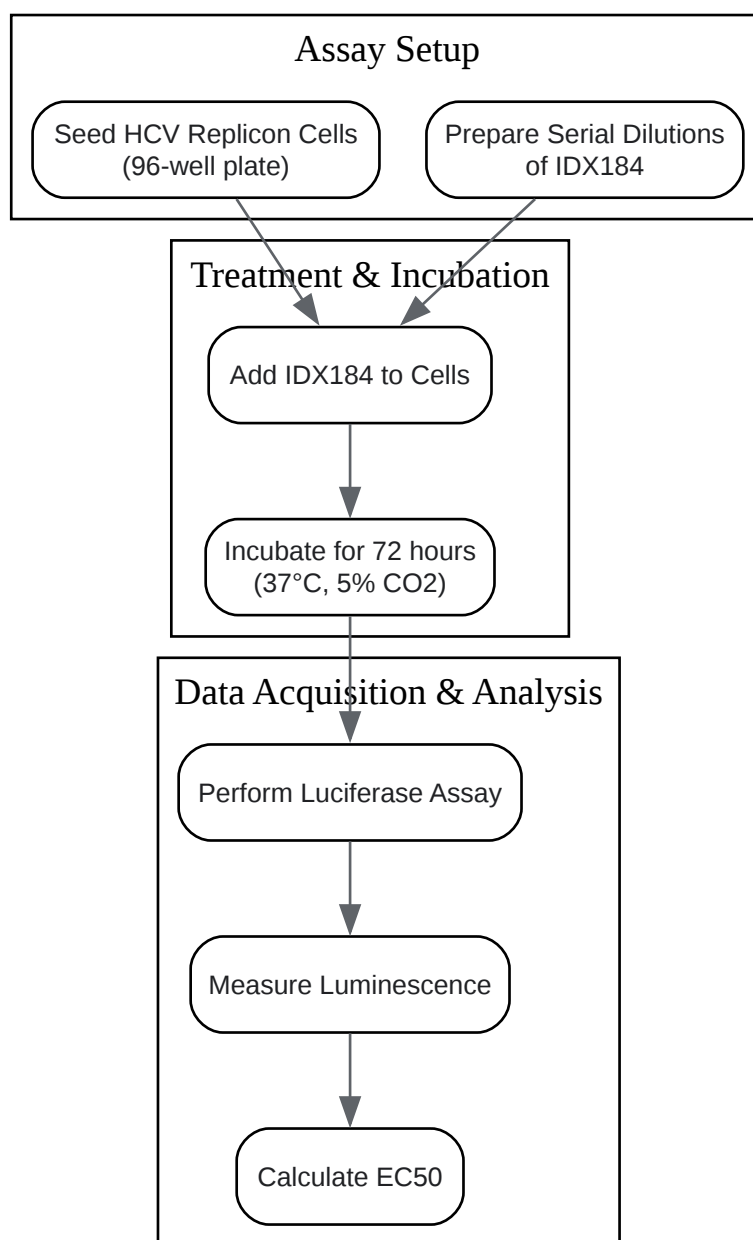 Assay Setup
Seed HCV Replicon Cells
(96-well plate)
Prepare Serial Dilutions
of IDX184
Treatment & Incubation
Add IDX184 to Cells
Incubate for 72 hours
(37°C, 5% CO2)
Data Acquisition & Analysis
Perform Luciferase Assay
Measure Luminescence
Calculate EC50